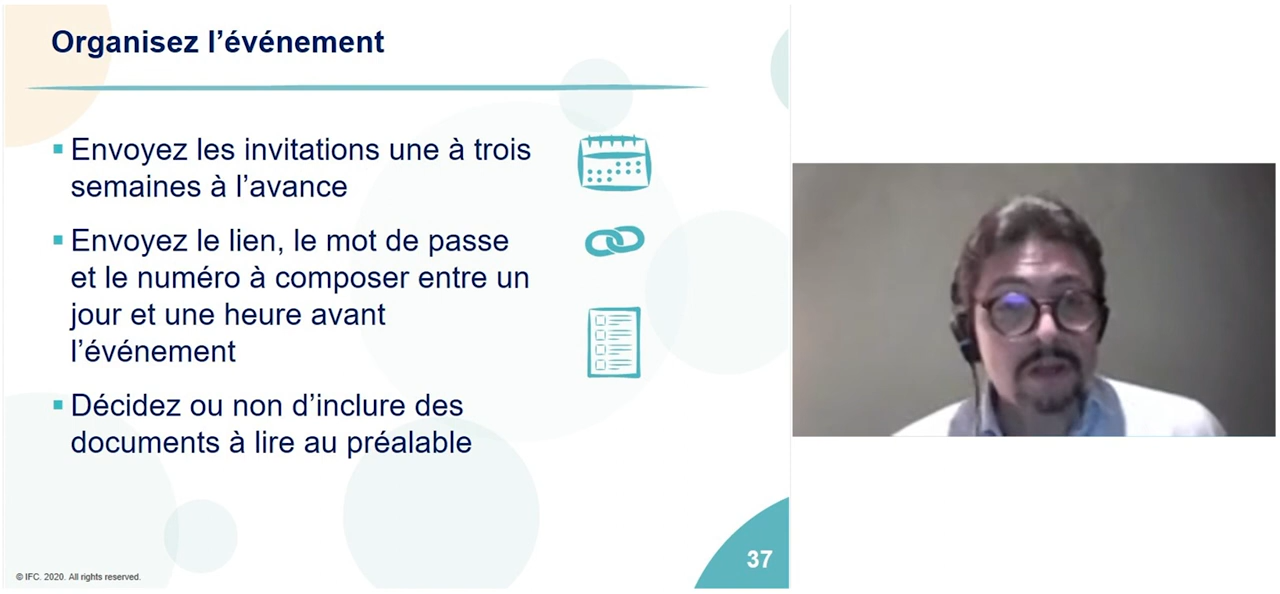 Organisez l’événement
▪ Envoyez les invitations une à trois
semaines à l’avance
▪ Envoyez le lien, le mot de passe
et le numéro à composer entre un
jour et une heure avant
l’événement
▪ Décidez ou non d’inclure des
documents à lire au préalable
37
© IFC. 2020. All rights reserved.